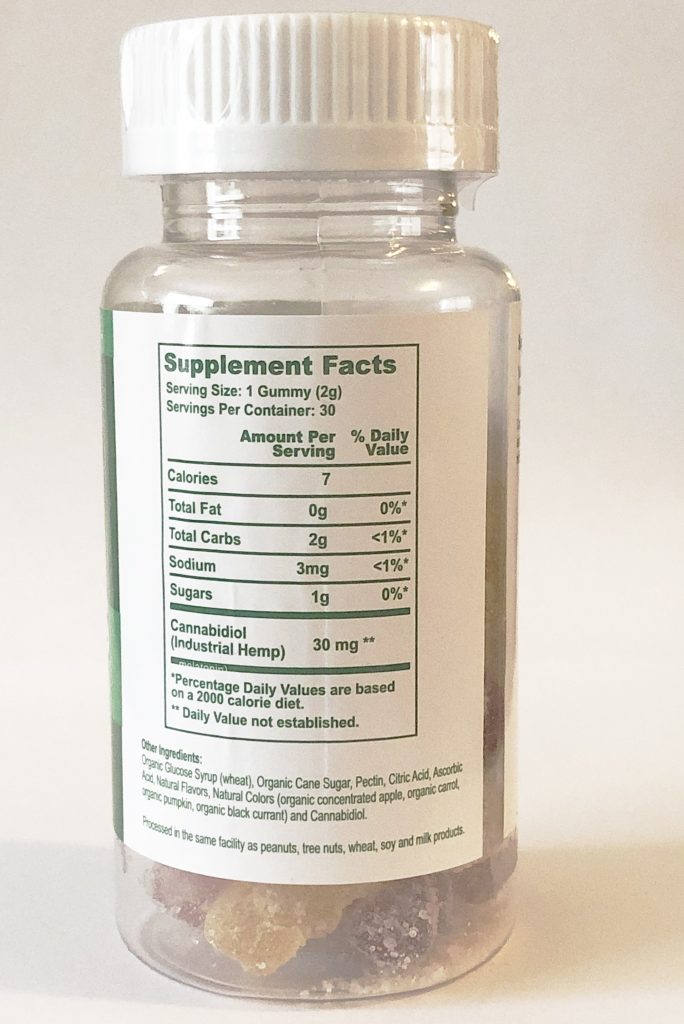 Supplement Facts
Serving Size: 1 Gummy (2g)
Servings Per Container: 30
Amount Per Serving % Daily Value
Calories 7
Total Fat 0g 0%*
Total Carbs 2g <1%*
Sodium 3mg <1%*
Sugars 1g 0%*
Cannabidiol
(Industrial Hemp) 30 mg **
melatonin)
*Percentage Daily Values are based
on a 2000 calorie diet.
** Daily Value not established.
Other Ingredients:
Organic Glucose Syrup (wheat), Organic Cane Sugar, Pectin, Citric Acid, Ascorbic
Acid, Natural Flavors, Natural Colors (organic concentrated apple, organic carrot,
organic pumpkin, organic black currant) and Cannabidiol.
Processed in the same facility as peanuts, tree nuts, wheat, soy and milk products.